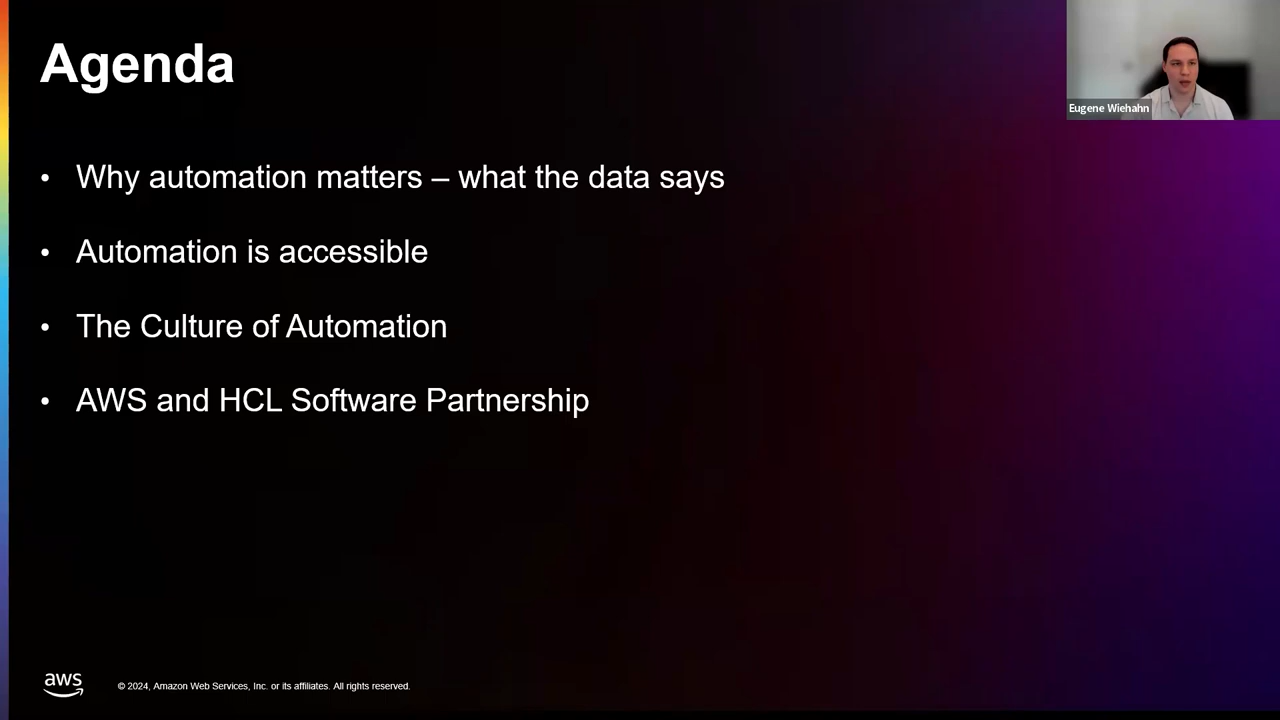 Agenda
Eugene Wiehahn
• Why automation matters – what the data says
• Automation is accessible
• The Culture of Automation
• AWS and HCL Software Partnership
aws
© 2024, Amazon Web Services, Inc. or its affiliates. All rights reserved.